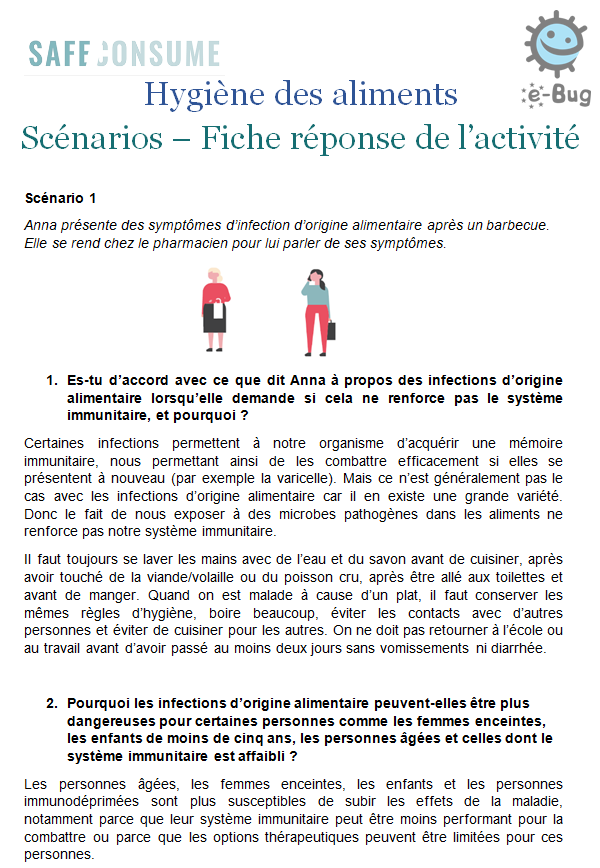 SAFE CONSUME
e-Bug
Hygiène des aliments
Scénarios – Fiche réponse de l’activité
Scénario 1
Anna présente des symptômes d’infection d’origine alimentaire après un barbecue.
Elle se rend chez le pharmacien pour lui parler de ses symptômes.
1. Es-tu d’accord avec ce que dit Anna à propos des infections d’origine
alimentaire lorsqu’elle demande si cela ne renforce pas le système
immunitaire, et pourquoi ?
Certaines infections permettent à notre organisme d’acquérir une mémoire
immunitaire, nous permettant ainsi de les combattre efficacement si elles se
présentent à nouveau (par exemple la varicelle). Mais ce n’est généralement pas le
cas avec les infections d’origine alimentaire car il en existe une grande variété.
Donc le fait de nous exposer à des microbes pathogènes dans les aliments ne
renforce pas notre système immunitaire.
Il faut toujours se laver les mains avec de l’eau et du savon avant de cuisiner, après
avoir touché de la viande/volaille ou du poisson cru, après être allé aux toilettes et
avant de manger. Quand on est malade à cause d’un plat, il faut conserver les
mêmes règles d’hygiène, boire beaucoup, éviter les contacts avec d’autres
personnes et éviter de cuisiner pour les autres. On ne doit pas retourner à l’école ou
au travail avant d’avoir passé au moins deux jours sans vomissements ni diarrhée.
2. Pourquoi les infections d’origine alimentaire peuvent-elles être plus
dangereuses pour certaines personnes comme les femmes enceintes,
les enfants de moins de cinq ans, les personnes âgées et celles dont le
système immunitaire est affaibli ?
Les personnes âgées, les femmes enceintes, les enfants et les personnes
immunodéprimées sont plus susceptibles de subir les effets de la maladie,
notamment parce que leur système immunitaire peut être moins performant pour la
combattre ou parce que les options thérapeutiques peuvent être limitées pour ces
personnes.